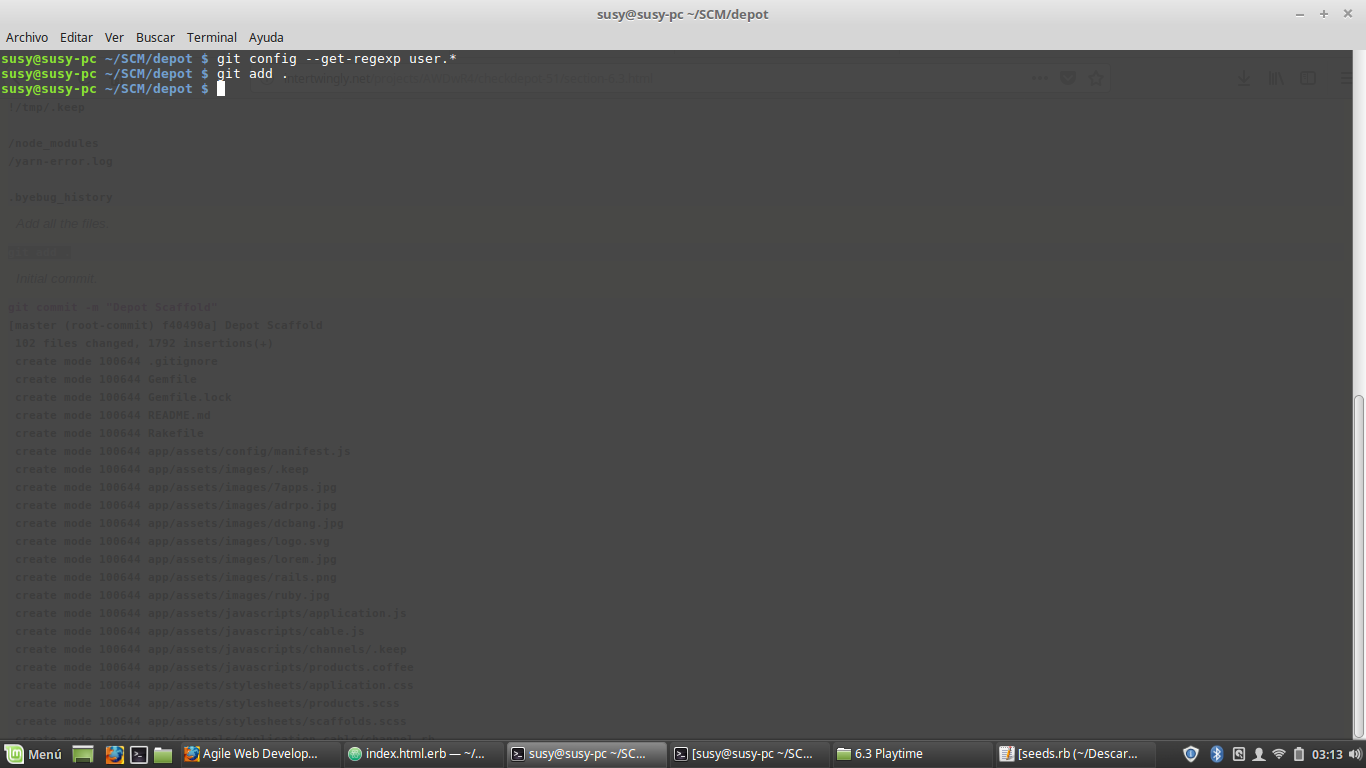 susy@susy-pc ~/SCM/depot
Archivo Editar Ver Buscar Terminal Ayuda
susy@susy-pc ~/SCM/depot $ git config --get-regexp user.*
susy@susy-pc ~/SCM/depot $ git add .
susy@susy-pc ~/SCM/depot $
!/tmp/.keep
/node_modules
/yarn-error.log
.byebug_history
Add all the files.
Initial commit.
git commit -m "Depot Scaffold"
[master (root-commit) f40498a] Depot Scaffold
102 files changed, 1792 insertions(+)
create mode 100644 .gitignore
create mode 100644 Gemfile
create mode 100644 Gemfile.lock
create mode 100644 README.md
create mode 100644 Rakefile
create mode 100644 app/assets/config/manifest.js
create mode 100644 app/assets/images/.keep
create mode 100644 app/assets/images/7apps.jpg
create mode 100644 app/assets/images/adrpo.jpg
create mode 100644 app/assets/images/dcbang.jpg
create mode 100644 app/assets/images/logo.svg
create mode 100644 app/assets/images/lorem.jpg
create mode 100644 app/assets/images/rails.png
create mode 100644 app/assets/images/ruby.jpg
create mode 100644 app/assets/javascripts/application.js
create mode 100644 app/assets/javascripts/cable.js
create mode 100644 app/assets/javascripts/channels/.keep
create mode 100644 app/assets/javascripts/products.coffee
create mode 100644 app/assets/stylesheets/application.css
create mode 100644 app/assets/stylesheets/products.scss
create mode 100644 app/assets/stylesheets/scaffolds.scss
Menú Agile Web Develop... index.html.erb — ~/... susy@susy-pc ~/SC... [susy@susy-pc ~/SC... 6.3 Playtime [seeds.rb (~/Descar... 03:13